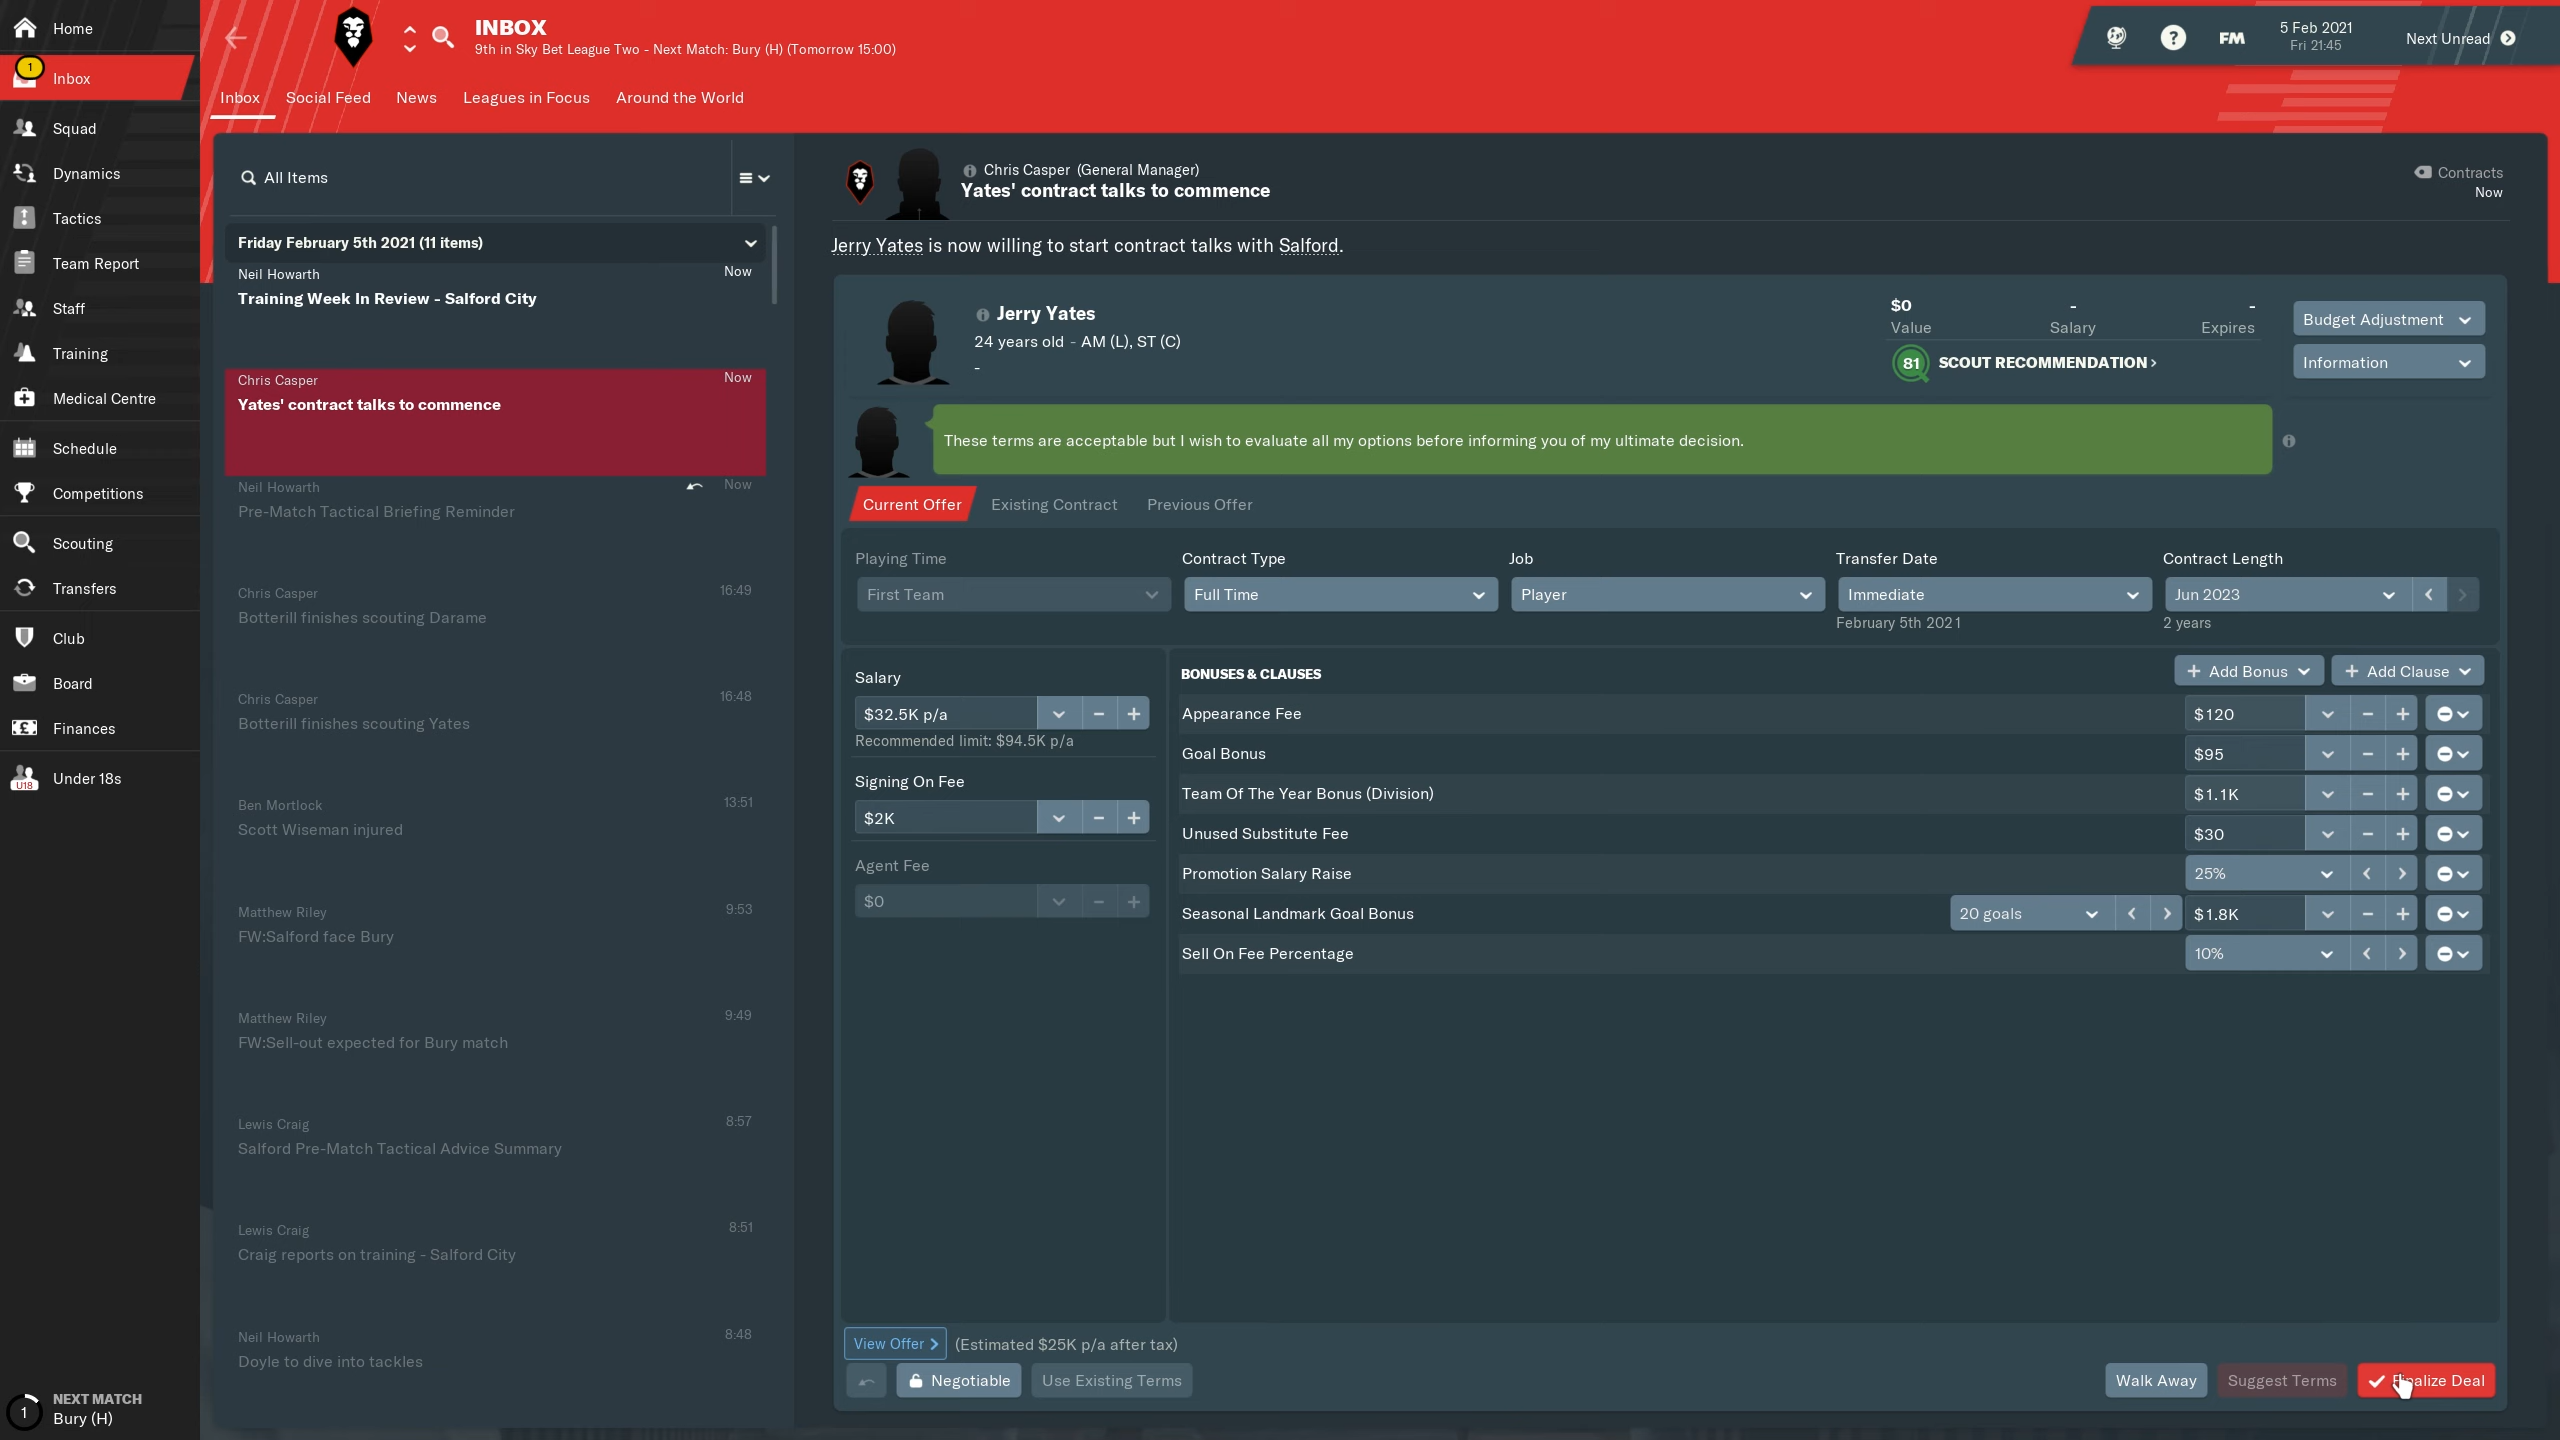 Home
1
Inbox
Squad
Dynamics
Tactics
Team Report
Staff
Training
Medical Centre
Schedule
Competitions
Scouting
Transfers
Club
Board
Finances
U18
Under 18s
1
NEXT MATCH
Bury (H)
INBOX
9th in Sky Bet League Two - Next Match: Bury (H) (Tomorrow 15:00)
? FM
5 Feb 2021
Fri 21:45
Next Unread
Inbox Social Feed News Leagues in Focus Around the World
All Items
Friday February 5th 2021 (11 items)
Neil Howarth Now
Training Week In Review - Salford City
Chris Casper Now
Yates' contract talks to commence
Neil Howarth Now
Pre-Match Tactical Briefing Reminder
Chris Casper 16:49
Botterill finishes scouting Darame
Chris Casper 16:48
Botterill finishes scouting Yates
Ben Mortlock 13:51
Scott Wiseman injured
Matthew Riley 9:53
FW:Salford face Bury
Matthew Riley 9:49
FW:Sell-out expected for Bury match
Lewis Craig 8:57
Salford Pre-Match Tactical Advice Summary
Lewis Craig 8:51
Craig reports on training - Salford City
Neil Howarth 8:48
Doyle to dive into tackles
Chris Casper (General Manager)
Yates' contract talks to commence
Contracts
Now
Jerry Yates is now willing to start contract talks with Salford.
Jerry Yates
24 years old - AM (L), ST (C)
-
$0 - -
Value Salary Expires
81 SCOUT RECOMMENDATION >
Budget Adjustment
Information
These terms are acceptable but I wish to evaluate all my options before informing you of my ultimate decision.
Current Offer Existing Contract Previous Offer
Playing Time Contract Type Job Transfer Date Contract Length
First Team Full Time Player Immediate Jun 2023
February 5th 2021 2 years
Salary
$32.5K p/a
Recommended limit: $94.5K p/a
Signing On Fee
$2K
Agent Fee
$0
BONUSES & CLAUSES
+ Add Bonus + Add Clause
Appearance Fee $120
Goal Bonus $95
Team Of The Year Bonus (Division) $1.1K
Unused Substitute Fee $30
Promotion Salary Raise 25%
Seasonal Landmark Goal Bonus 20 goals $1.8K
Sell On Fee Percentage 10%
View Offer > (Estimated $25K p/a after tax)
Negotiable Use Existing Terms
Walk Away Suggest Terms Finalize Deal